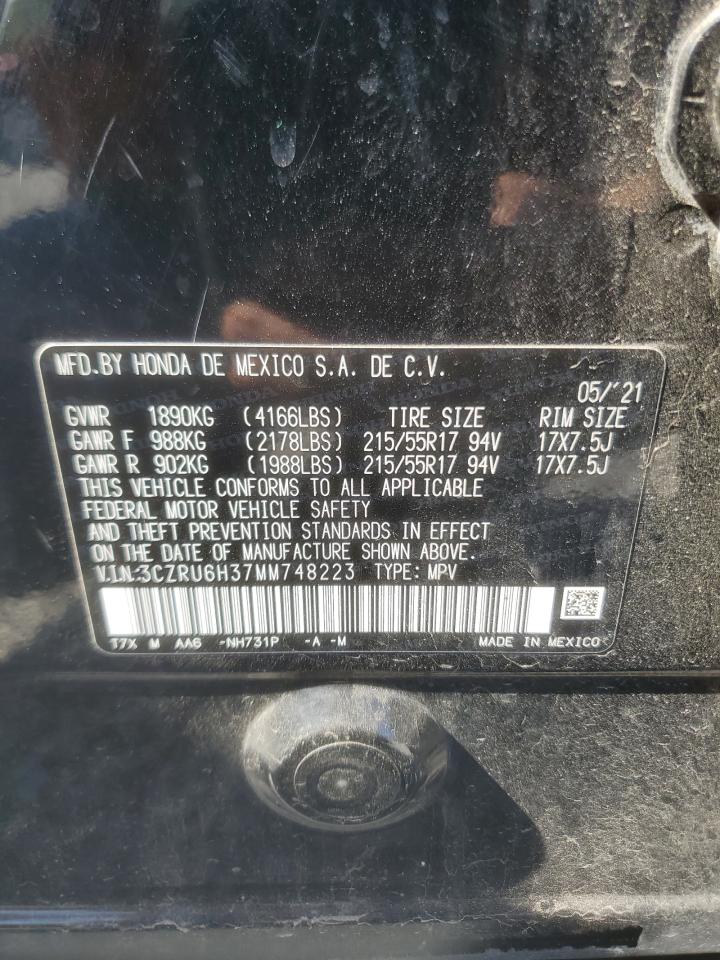 MFD.BY HONDA DE MEXICO S.A. DE C.V.
05/'21
GVWR 1890KG (4166LBS) TIRE SIZE RIM SIZE
GAWR F 988KG (2178LBS) 215/55R17 94V 17X7.5J
GAWR R 902KG (1988LBS) 215/55R17 94V 17X7.5J
THIS VEHICLE CONFORMS TO ALL APPLICABLE
FEDERAL MOTOR VEHICLE SAFETY
AND THEFT PREVENTION STANDARDS IN EFFECT
ON THE DATE OF MANUFACTURE SHOWN ABOVE.
V.I.N:3CZRU6H37MM748223 TYPE: MPV
T7X M AA6 -NH731P -A -M MADE IN MEXICO